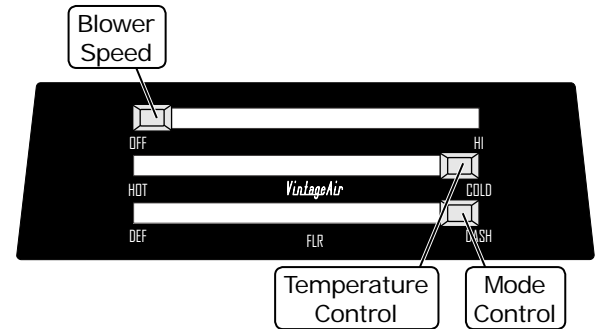 Blower
Speed
OFF
HI
HOT
VintageAir
COLD
DEF
FLR
DASH
Temperature
Control
Mode
Control